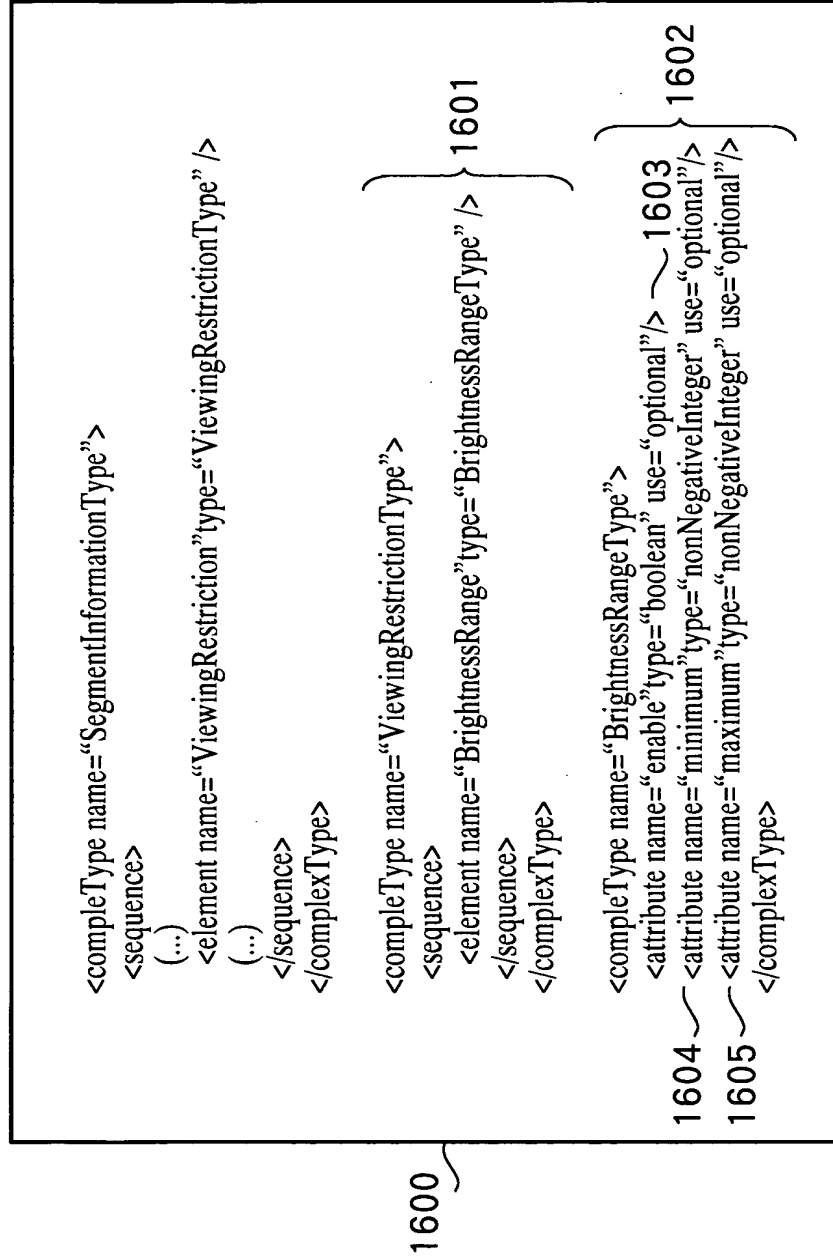 1600
<compleType name=“SegmentInformationType”>
<sequence>
(...)
<element name=“ViewingRestriction”type=“ViewingRestrictionType” />
(...)
</sequence>
</complexType>
<compleType name=“ViewingRestrictionType”>
<sequence>
<element name=“BrightnessRange”type=“BrightnessRangeType” />
</sequence>
</complexType>
1601
<compleType name=“BrightnessRangeType”>
<attribute name=“enable”type=“boolean” use=“optional”/> 1603
1604 <attribute name=“minimum”type=“nonNegativeInteger” use=“optional”/>
1605 <attribute name=“maximum”type=“nonNegativeInteger” use=“optional”/>
</complexType>
1602